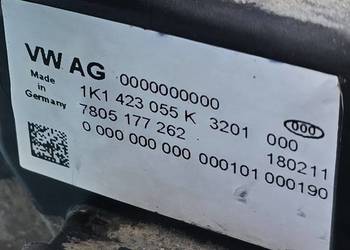 VW AG 0000000000
Made in Germany
1K1 423 055 K 3201 000
7805 177 262 000 180211
0 000 000 000 000101 000190